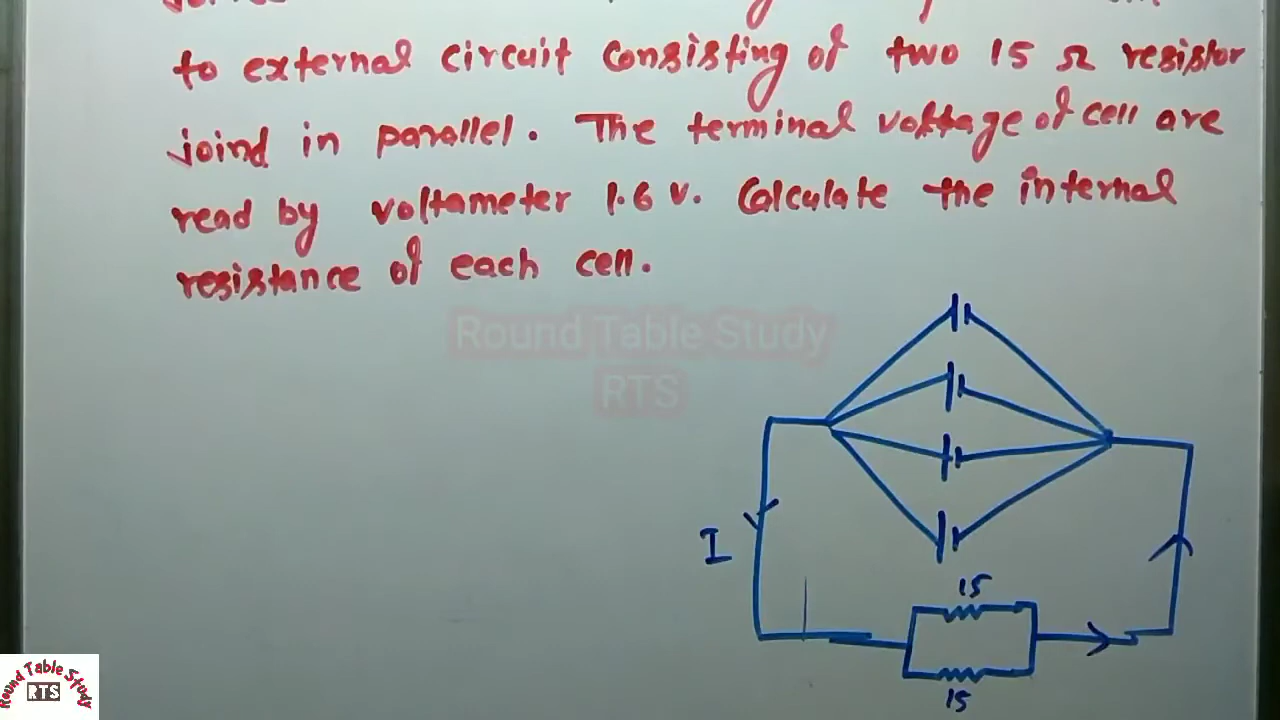 to external circuit consisting of two 15 Ω resistor
joind in parallel. The terminal voltage of cell are
read by voltameter 1.6 V. Calculate the internal
resistance of each cell.
Round Table Study
RTS
I
15
15
Round Table Study
RTS